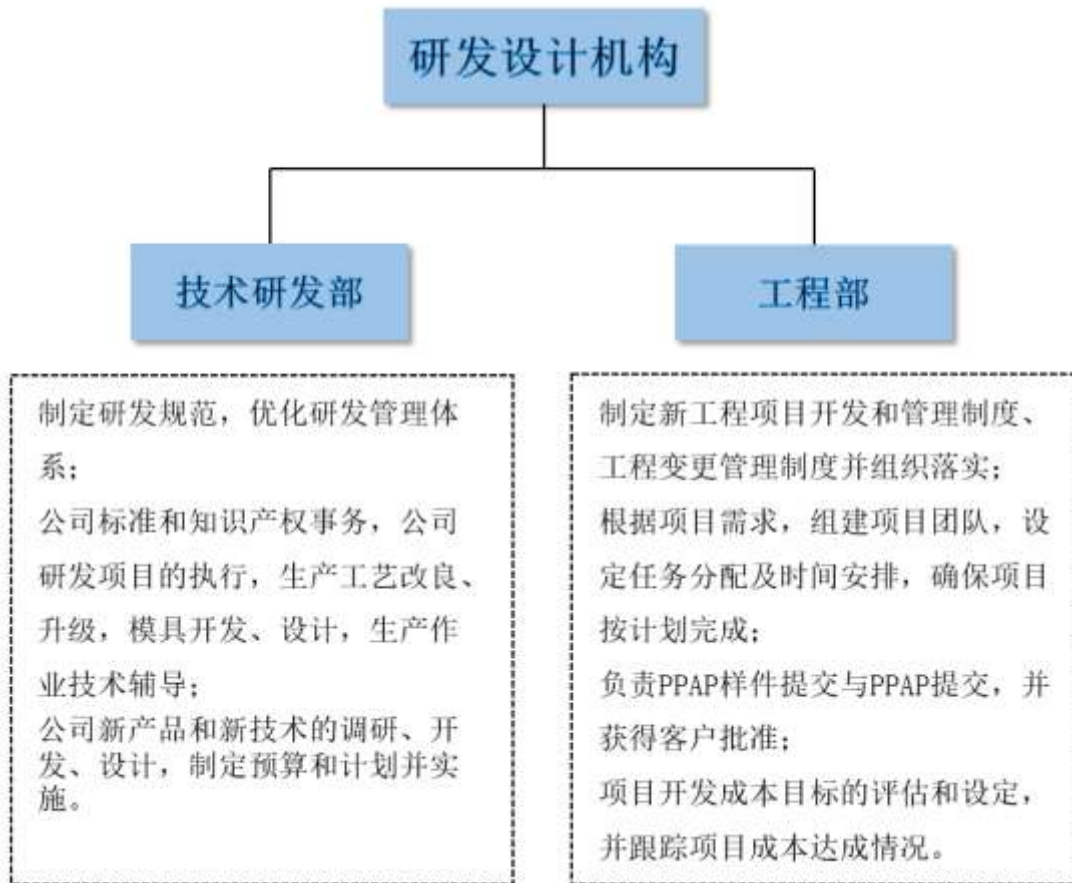 研发设计机构
技术研发部
工程部
制定研发规范，优化研发管理体
系；
公司标准和知识产权事务，公司
研发项目的执行，生产工艺改良、
升级，模具开发、设计，生产作
业技术辅导；
公司新产品和新技术的调研、开
发、设计，制定预算和计划并实
施。
制定新工程项目开发和管理制度、
工程变更管理制度并组织落实；
根据项目需求，组建项目团队，设
定任务分配及时间安排，确保项目
按计划完成；
负责PPAP样件提交与PPAP提交，并
获得客户批准；
项目开发成本目标的评估和设定，
并跟踪项目成本达成情况。